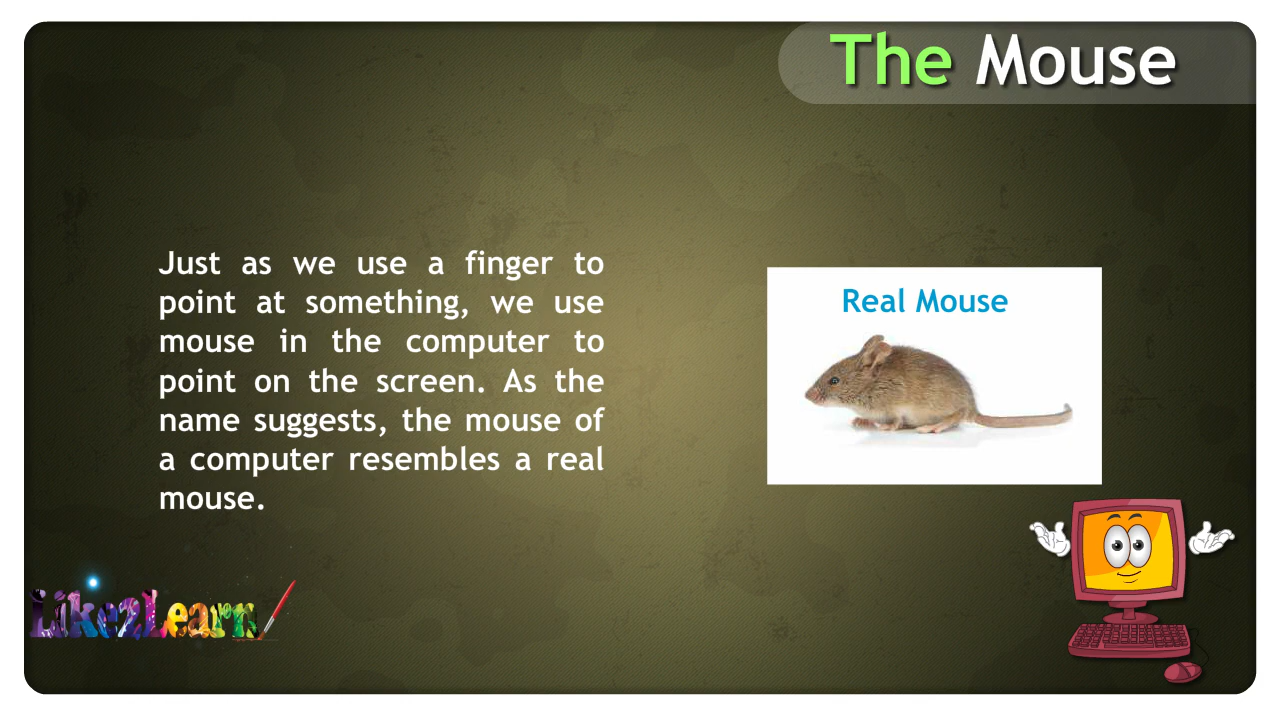 The Mouse
Just as we use a finger to
point at something, we use
mouse in the computer to
point on the screen. As the
name suggests, the mouse of
a computer resembles a real
mouse.
Real Mouse
Like2Learn